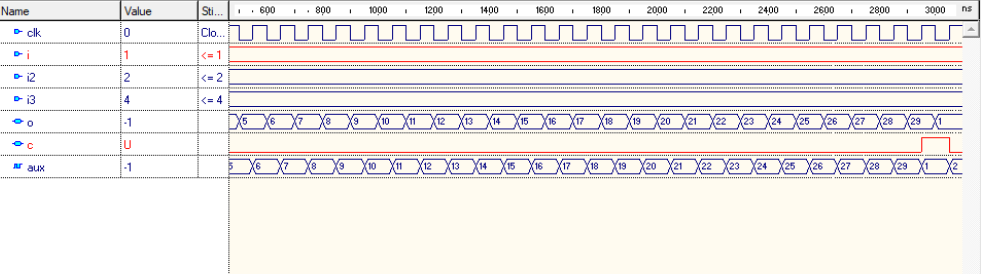 Name Value Sti... 600 800 1000 1200 1400 1600 1800 2000 2200 2400 2600 2800 3000 ns
clk 0 Clo...
i 1 <= 1
i2 2 <= 2
i3 4 <= 4
o -1 5 6 7 8 9 10 11 12 13 14 15 16 17 18 19 20 21 22 23 24 25 26 27 28 29 1
c U
aux -1 5 6 7 8 9 10 11 12 13 14 15 16 17 18 19 20 21 22 23 24 25 26 27 28 29 1 2